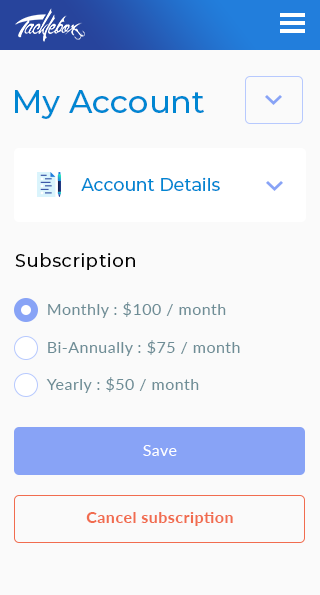 Tacklebox
My Account
Account Details
Subscription
Monthly : $100 / month
Bi-Annually : $75 / month
Yearly : $50 / month
Save
Cancel subscription